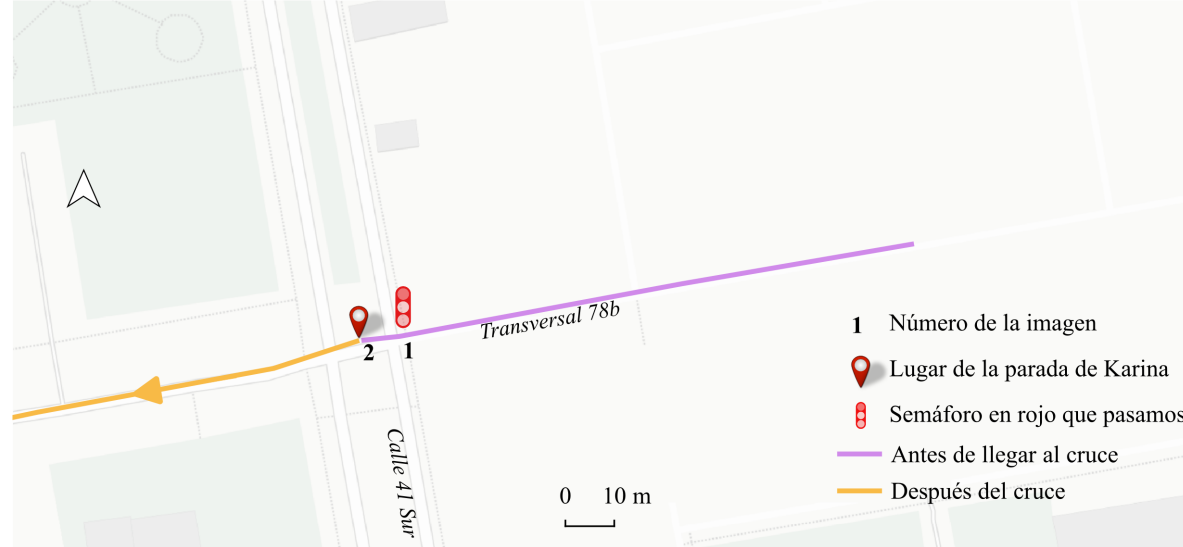 Transversal 78b
2
1
Calle 41 Sur
0 10 m
1 Número de la imagen
Lugar de la parada de Karina
Semáforo en rojo que pasamos
Antes de llegar al cruce
Después del cruce